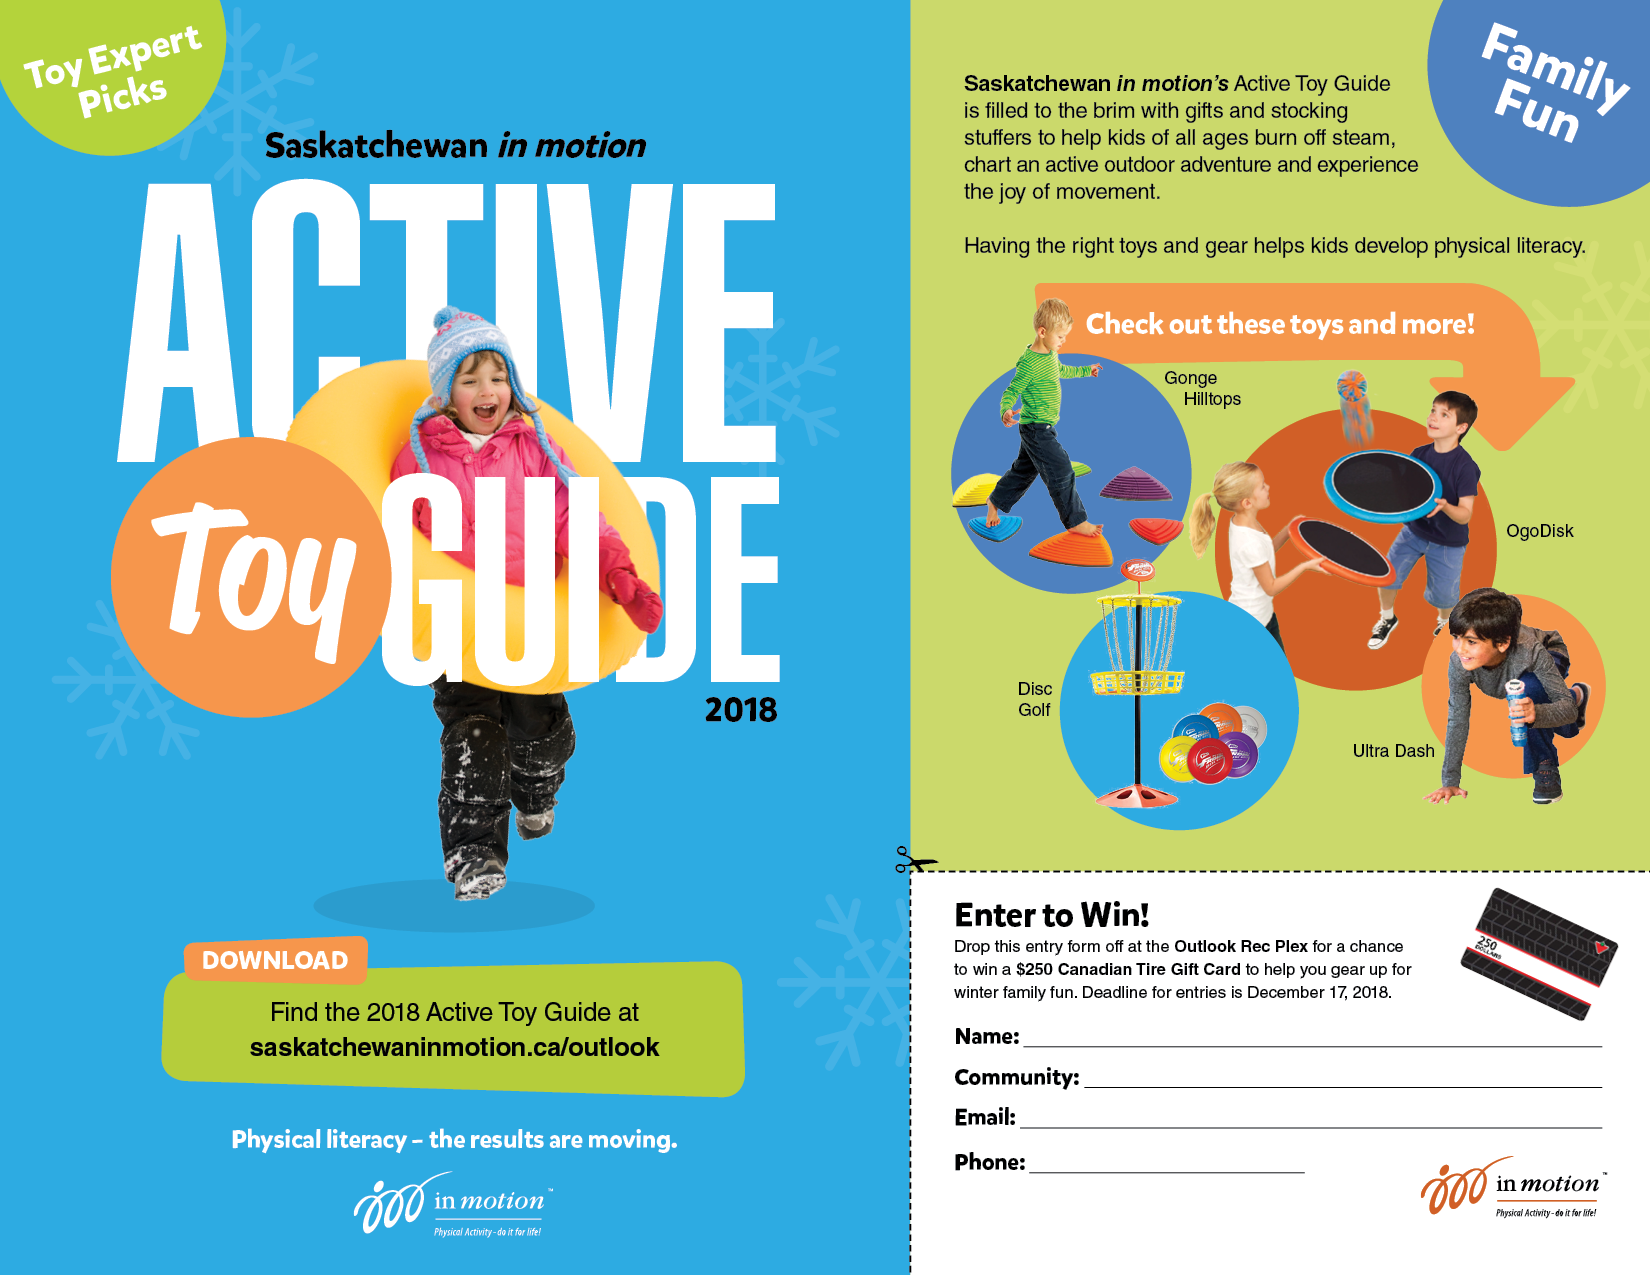 Toy Expert
Picks
Saskatchewan in motion
ACTIVE
Toy GUIDE
2018
DOWNLOAD
Find the 2018 Active Toy Guide at
saskatchewaninmotion.ca/outlook
Physical literacy – the results are moving.
in motion™
Physical Activity - do it for life!
Family
Fun
Saskatchewan in motion's Active Toy Guide
is filled to the brim with gifts and stocking
stuffers to help kids of all ages burn off steam,
chart an active outdoor adventure and experience
the joy of movement.
Having the right toys and gear helps kids develop physical literacy.
Check out these toys and more!
Gonge
Hilltops
OgoDisk
Disc
Golf
Ultra Dash
Enter to Win!
Drop this entry form off at the Outlook Rec Plex for a chance
to win a $250 Canadian Tire Gift Card to help you gear up for
winter family fun. Deadline for entries is December 17, 2018.
250
DOLLARS
Name:
Community:
Email:
Phone:
in motion™
Physical Activity - do it for life!